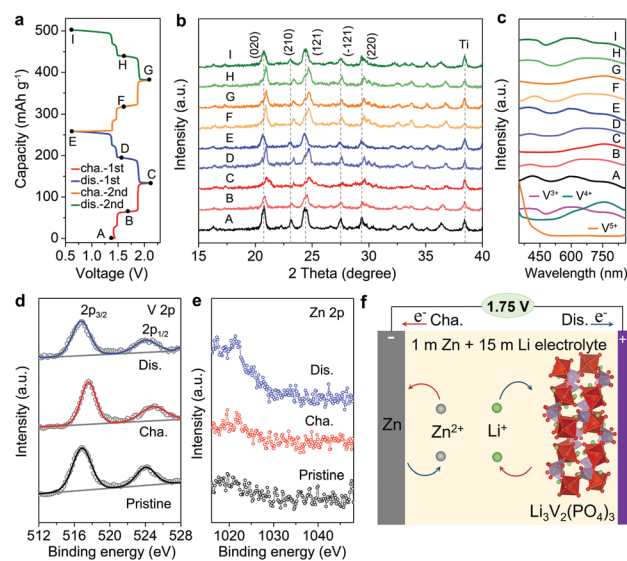 a
500
400
300
200
100
0
Capacity (mAh g⁻¹)
I
H
G
F
E
D
C
B
A
cha.-1st
dis.-1st
cha.-2nd
dis.-2nd
0.5 1.0 1.5 2.0
Voltage (V)
b
(020) (210) (121) (-121) (220) Ti
I
H
G
F
E
D
C
B
A
Intensity (a.u.)
15 20 25 30 35 40
2 Theta (degree)
c
I
H
G
F
E
D
C
B
A
V³⁺ V⁴⁺
V⁵⁺
Intensity (a.u.)
400 600 800
Wavelength (nm)
d
V 2p
2p3/2
2p1/2
Dis.
Cha.
Pristine
Intensity (a.u.)
512 516 520 524 528
Binding energy (eV)
e
Zn 2p
Dis.
Cha.
Pristine
Intensity (a.u.)
1020 1030 1040
Binding energy (eV)
f
1.75 V
e⁻ Cha.
Dis. e⁻
- +
1 m Zn + 15 m Li electrolyte
Zn
Zn²⁺ Li⁺
Li₃V₂(PO₄)₃